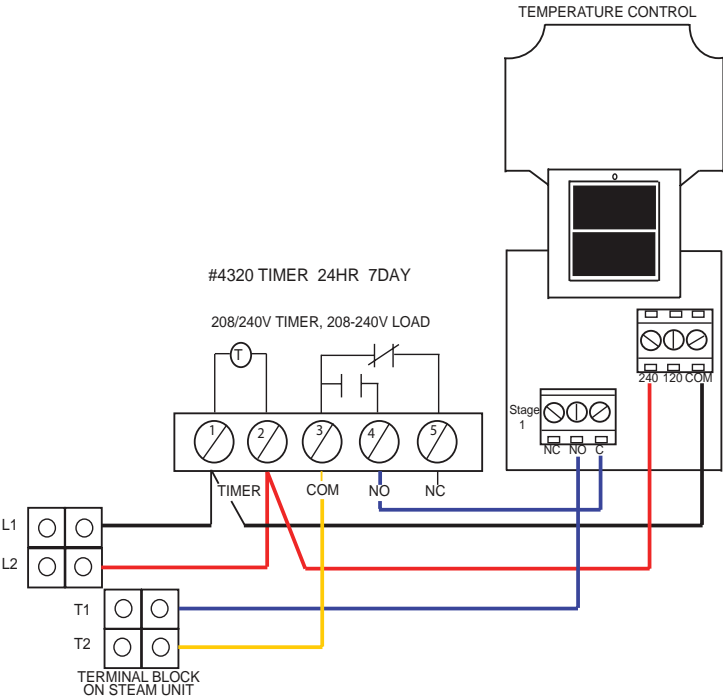 TEMPERATURE CONTROL
#4320 TIMER 24HR 7DAY
208/240V TIMER, 208-240V LOAD
T
240 120 COM
Stage
1
NC NO C
1 2 3 4 5
TIMER COM NO NC
L1
L2
T1
T2
TERMINAL BLOCK
ON STEAM UNIT